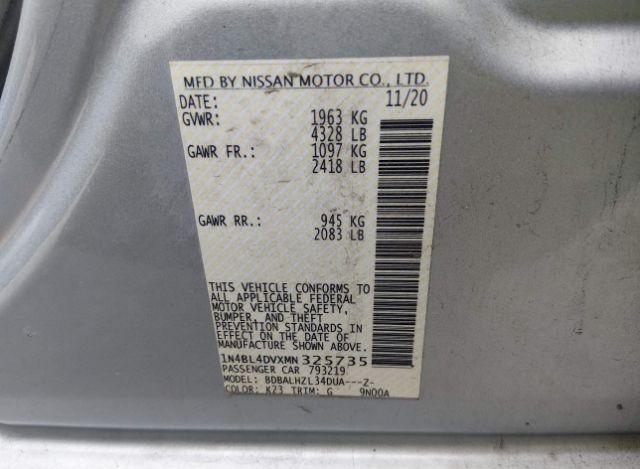 MFD BY NISSAN MOTOR CO., LTD.
DATE: 11/20
GVWR: 1963 KG
4328 LB
GAWR FR.: 1097 KG
2418 LB
GAWR RR.: 945 KG
2083 LB
THIS VEHICLE CONFORMS TO
ALL APPLICABLE FEDERAL
MOTOR VEHICLE SAFETY,
BUMPER, AND THEFT
PREVENTION STANDARDS IN
EFFECT ON THE DATE OF
MANUFACTURE SHOWN ABOVE.
1N4BL4DVXMN325735
PASSENGER CAR 793219
MODEL: BDBALHZL34DUA---Z-
COLOR: K23 TRIM: G 9N00A